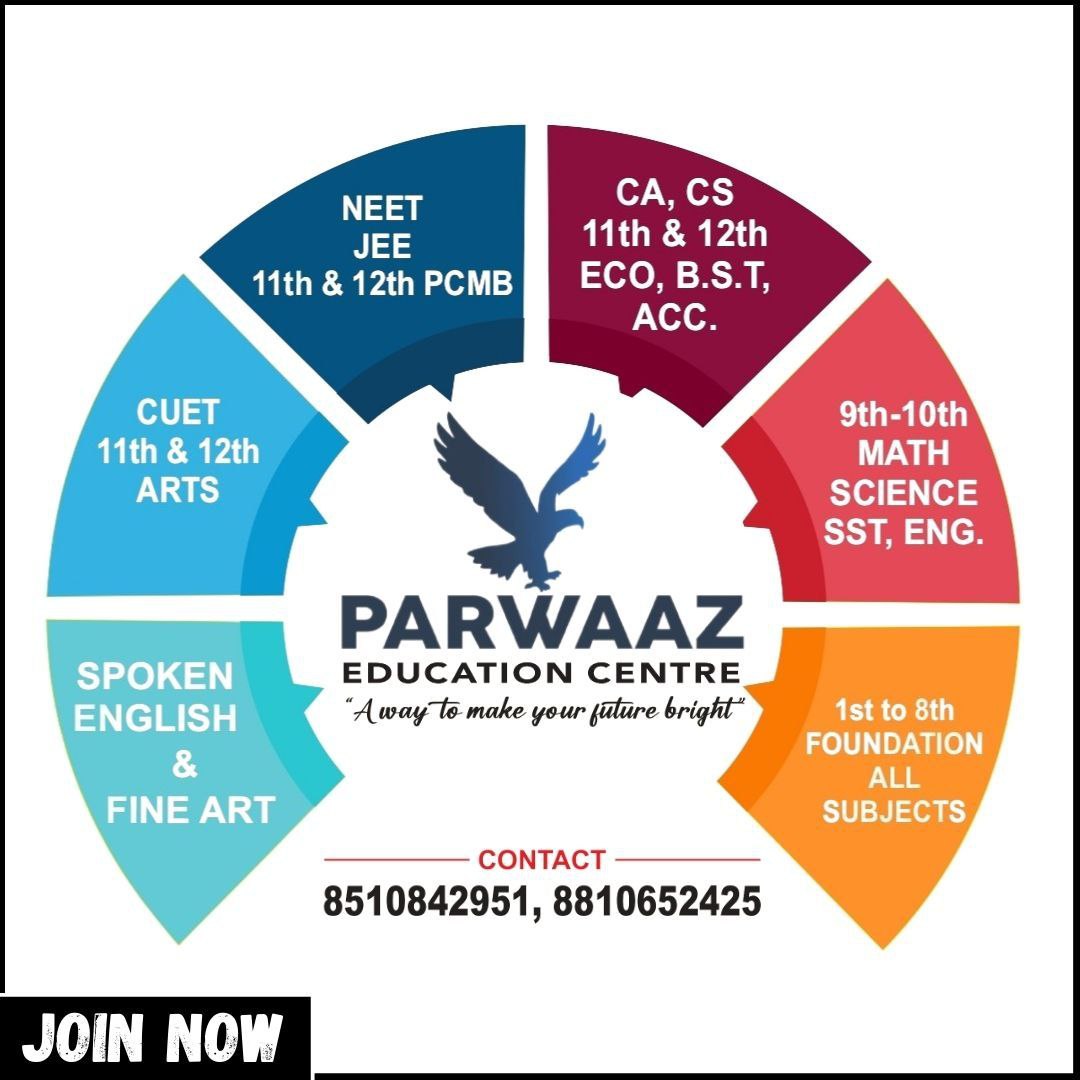 NEET
JEE
11th & 12th PCMB
CA, CS
11th & 12th
ECO, B.S.T,
ACC.
CUET
11th & 12th
ARTS
9th-10th
MATH
SCIENCE
SST, ENG.
SPOKEN
ENGLISH
&
FINE ART
PARWAAZ
EDUCATION CENTRE
“A way to make your future bright”
1st to 8th
FOUNDATION
ALL
SUBJECTS
CONTACT
8510842951, 8810652425
JOIN NOW